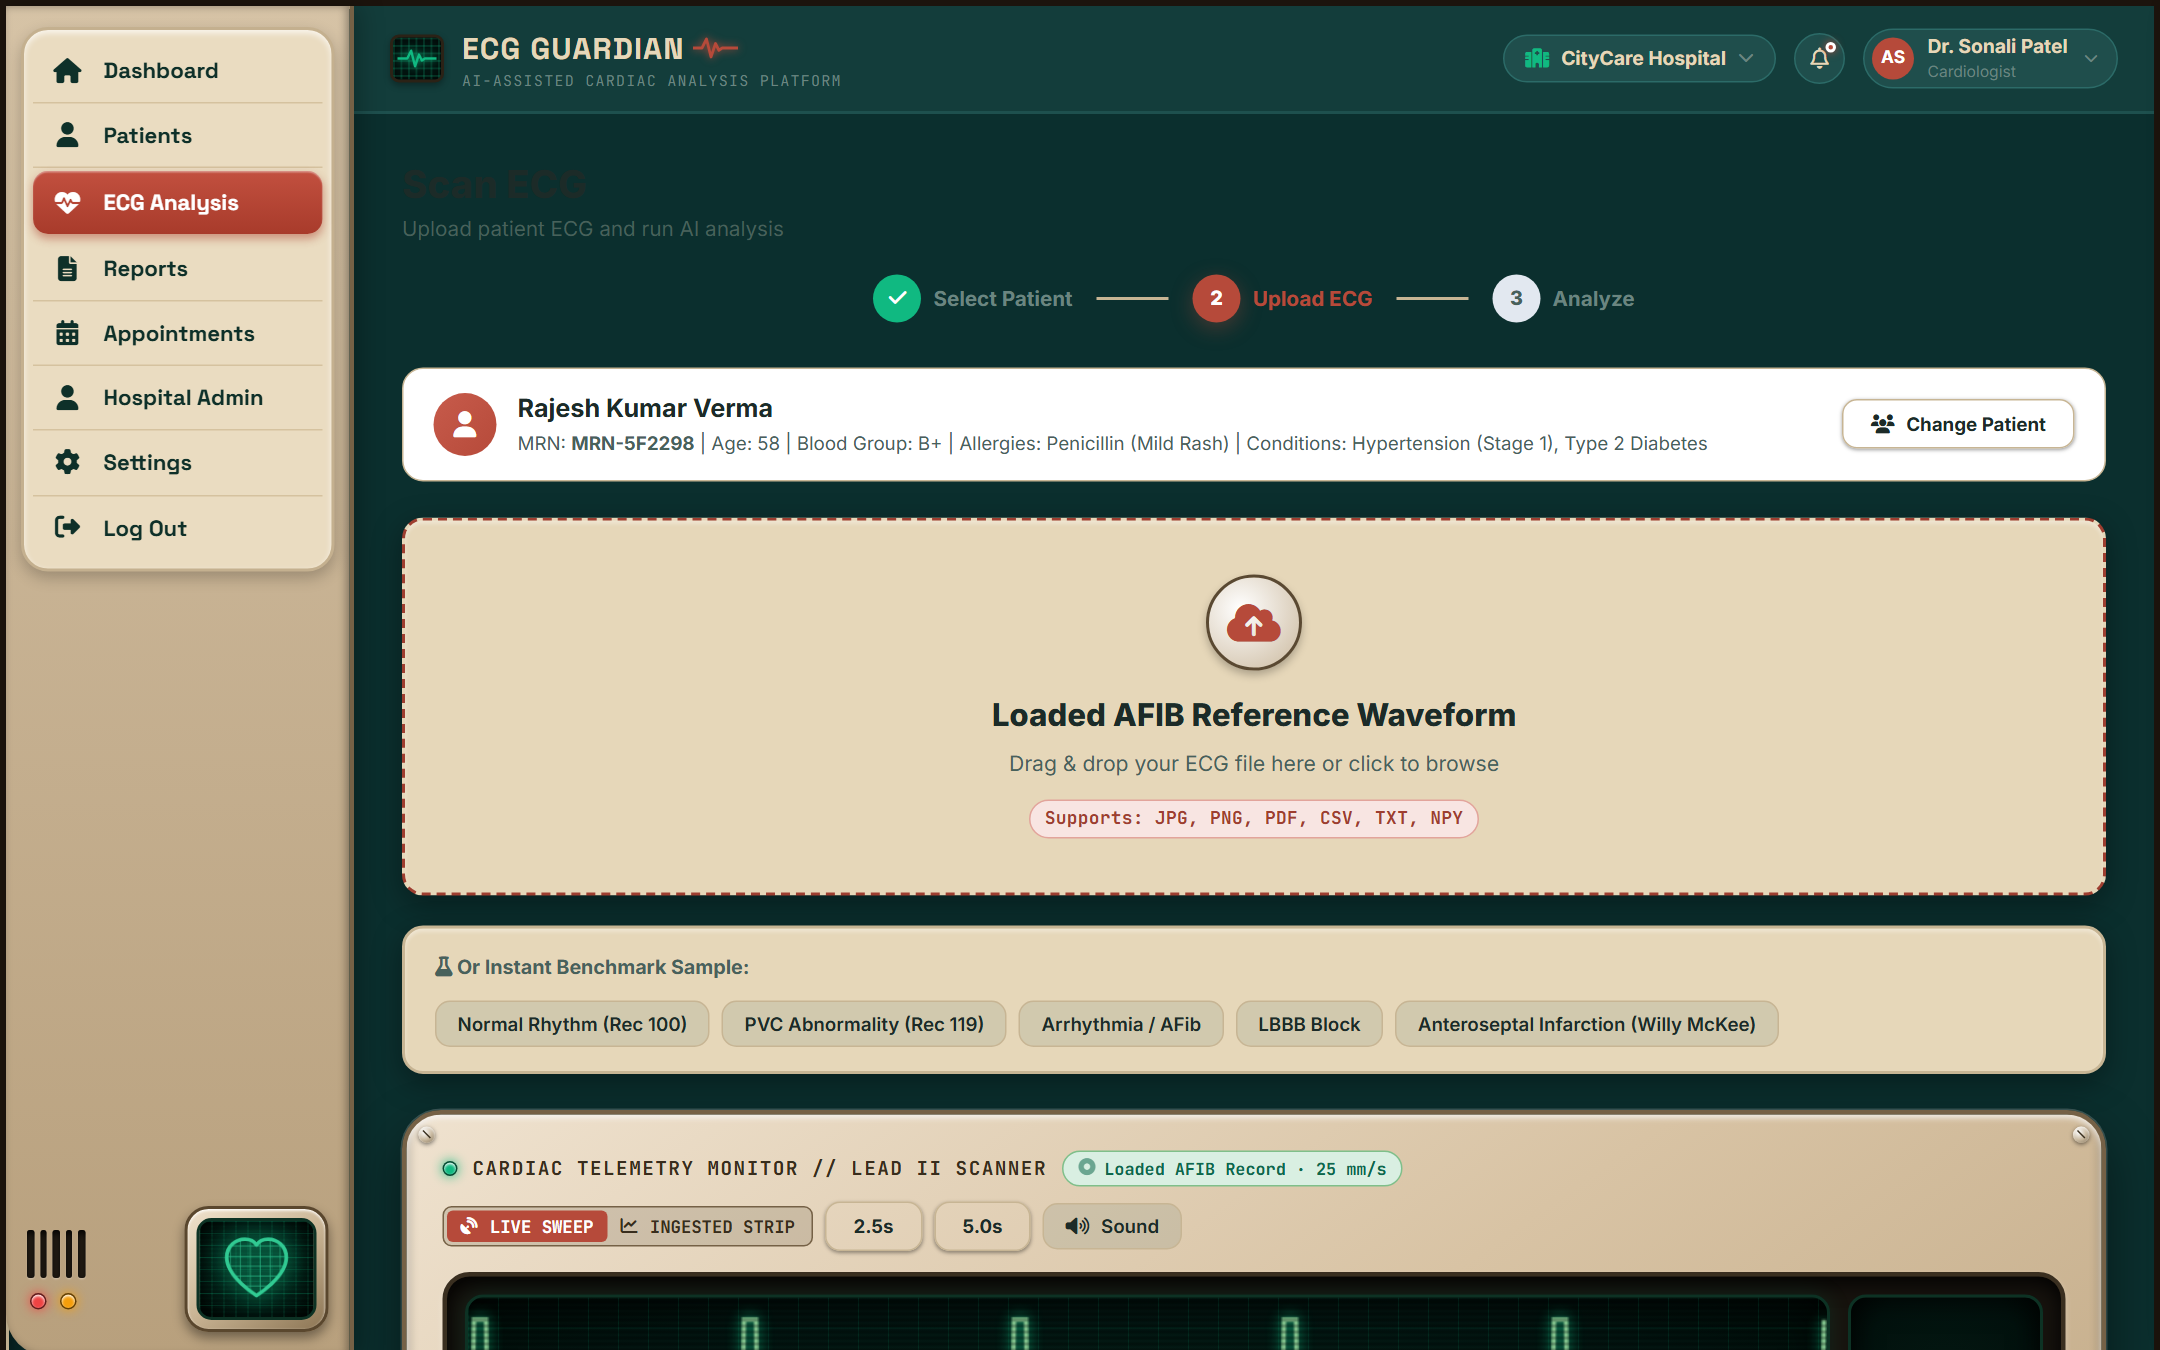 Dashboard
Patients
ECG Analysis
Reports
Appointments
Hospital Admin
Settings
Log Out
ECG GUARDIAN
AI-ASSISTED CARDIAC ANALYSIS PLATFORM
CityCare Hospital
AS
Dr. Sonali Patel
Cardiologist
Scan ECG
Upload patient ECG and run AI analysis
Select Patient
2 Upload ECG
3 Analyze
Rajesh Kumar Verma
MRN: MRN-5F2298 | Age: 58 | Blood Group: B+ | Allergies: Penicillin (Mild Rash) | Conditions: Hypertension (Stage 1), Type 2 Diabetes
Change Patient
Loaded AFIB Reference Waveform
Drag & drop your ECG file here or click to browse
Supports: JPG, PNG, PDF, CSV, TXT, NPY
Or Instant Benchmark Sample:
Normal Rhythm (Rec 100)
PVC Abnormality (Rec 119)
Arrhythmia / AFib
LBBB Block
Anteroseptal Infarction (Willy McKee)
CARDIAC TELEMETRY MONITOR // LEAD II SCANNER
Loaded AFIB Record · 25 mm/s
LIVE SWEEP
INGESTED STRIP
2.5s
5.0s
Sound